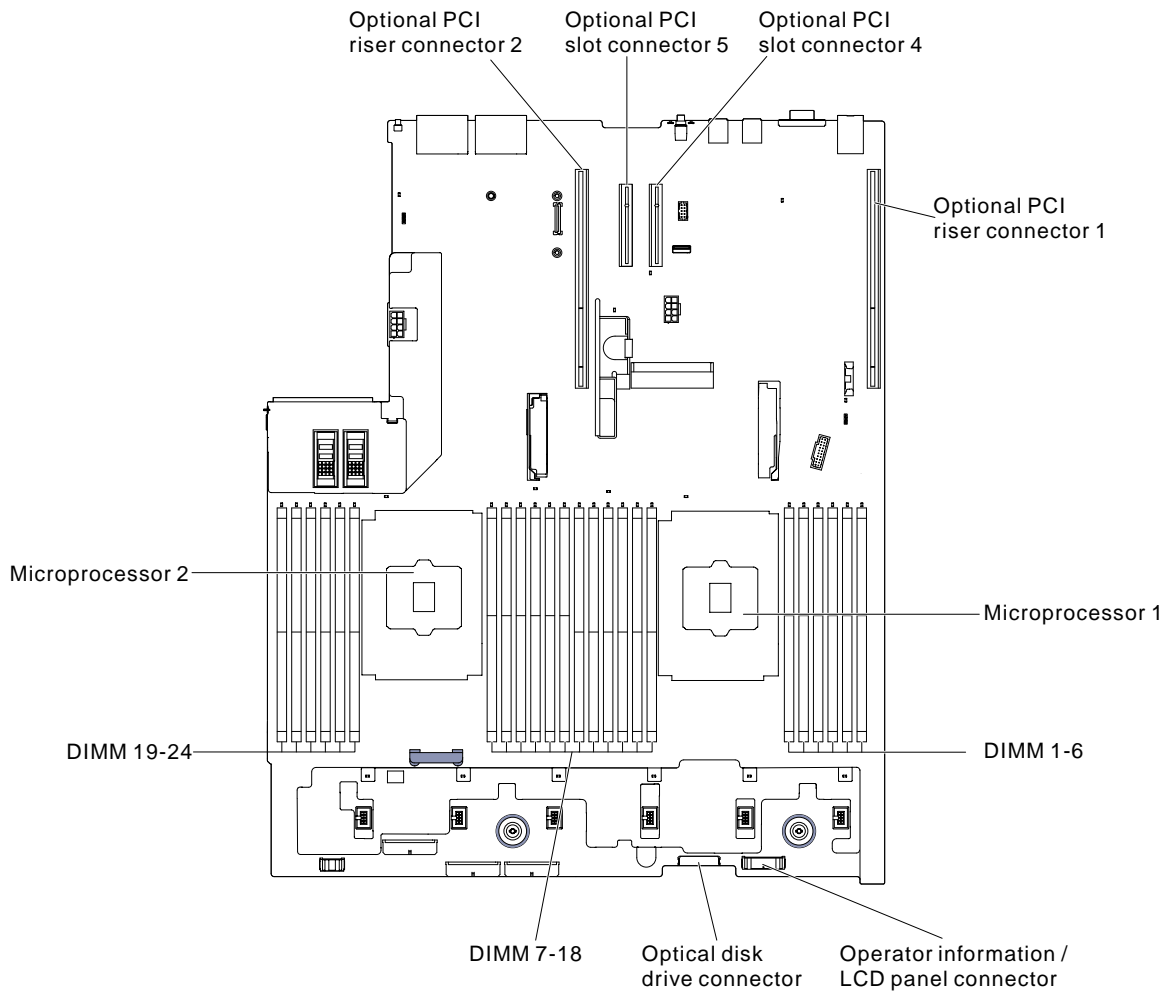 Optional PCI
riser connector 2
Optional PCI
slot connector 5
Optional PCI
slot connector 4
Optional PCI
riser connector 1
Microprocessor 2
Microprocessor 1
DIMM 19-24
DIMM 1-6
DIMM 7-18
Optical disk
drive connector
Operator information /
LCD panel connector